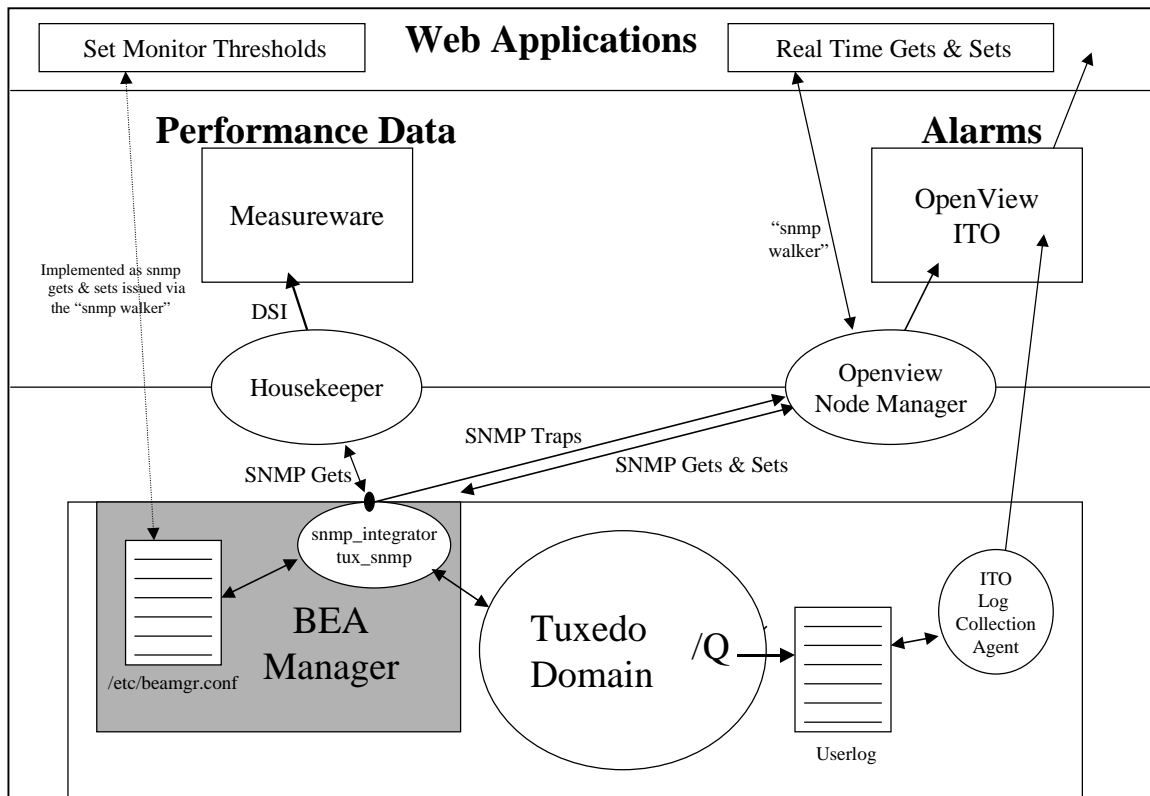 Set Monitor Thresholds
Web Applications
Real Time Gets & Sets
Performance Data
Alarms
Measureware
OpenView
ITO
“snmp
walker”
Implemented as snmp
gets & sets issued via
the “snmp walker”
DSI
Housekeeper
Openview
Node Manager
SNMP Traps
SNMP Gets
SNMP Gets & Sets
snmp_integrator
tux_snmp
BEA
Manager
/etc/beamgr.conf
Tuxedo
Domain
/Q
Userlog
ITO
Log
Collection
Agent